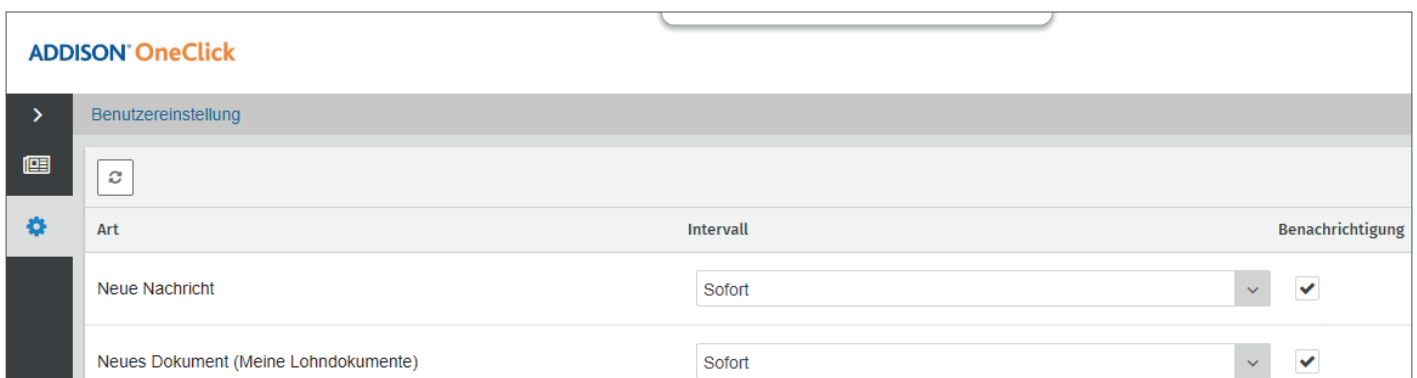 ADDISON® OneClick
Benutzereinstellung
Art Intervall Benachrichtigung
Neue Nachricht Sofort
Neues Dokument (Meine Lohndokumente) Sofort